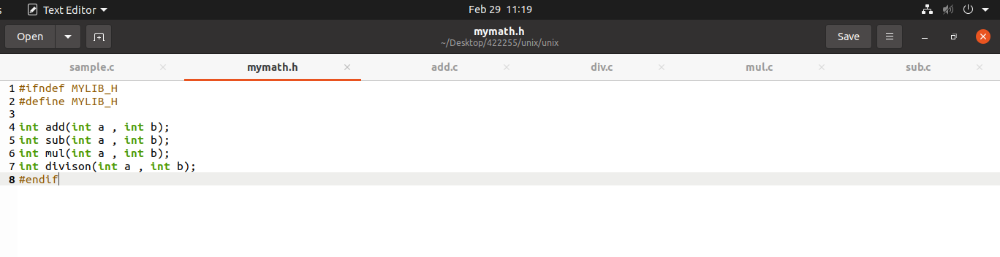 Text Editor
Feb 29 11:19
Open
mymath.h
~/Desktop/422255/unix/unix
Save
sample.c
mymath.h
add.c
div.c
mul.c
sub.c
1 #ifndef MYLIB_H
2 #define MYLIB_H
3
4 int add(int a , int b);
5 int sub(int a , int b);
6 int mul(int a , int b);
7 int divison(int a , int b);
8 #endif